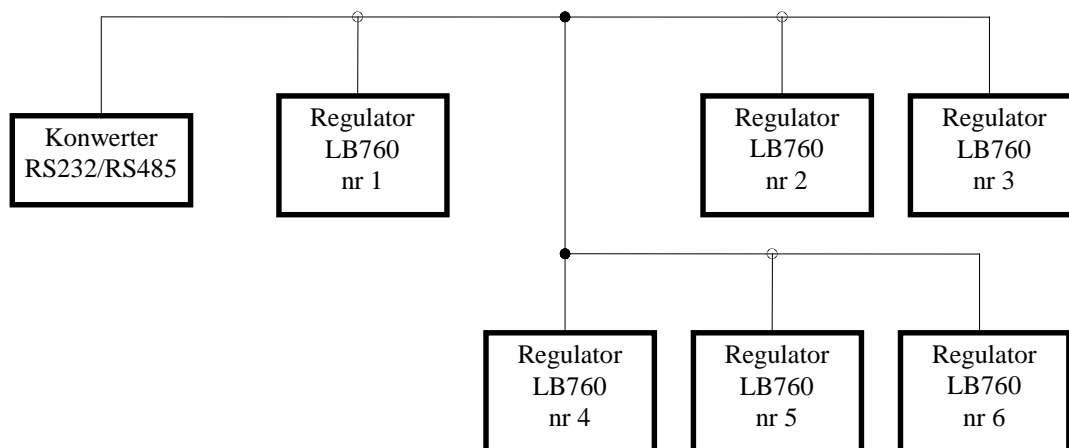 Konwerter
RS232/RS485
Regulator
LB760
nr 1
Regulator
LB760
nr 2
Regulator
LB760
nr 3
Regulator
LB760
nr 4
Regulator
LB760
nr 5
Regulator
LB760
nr 6